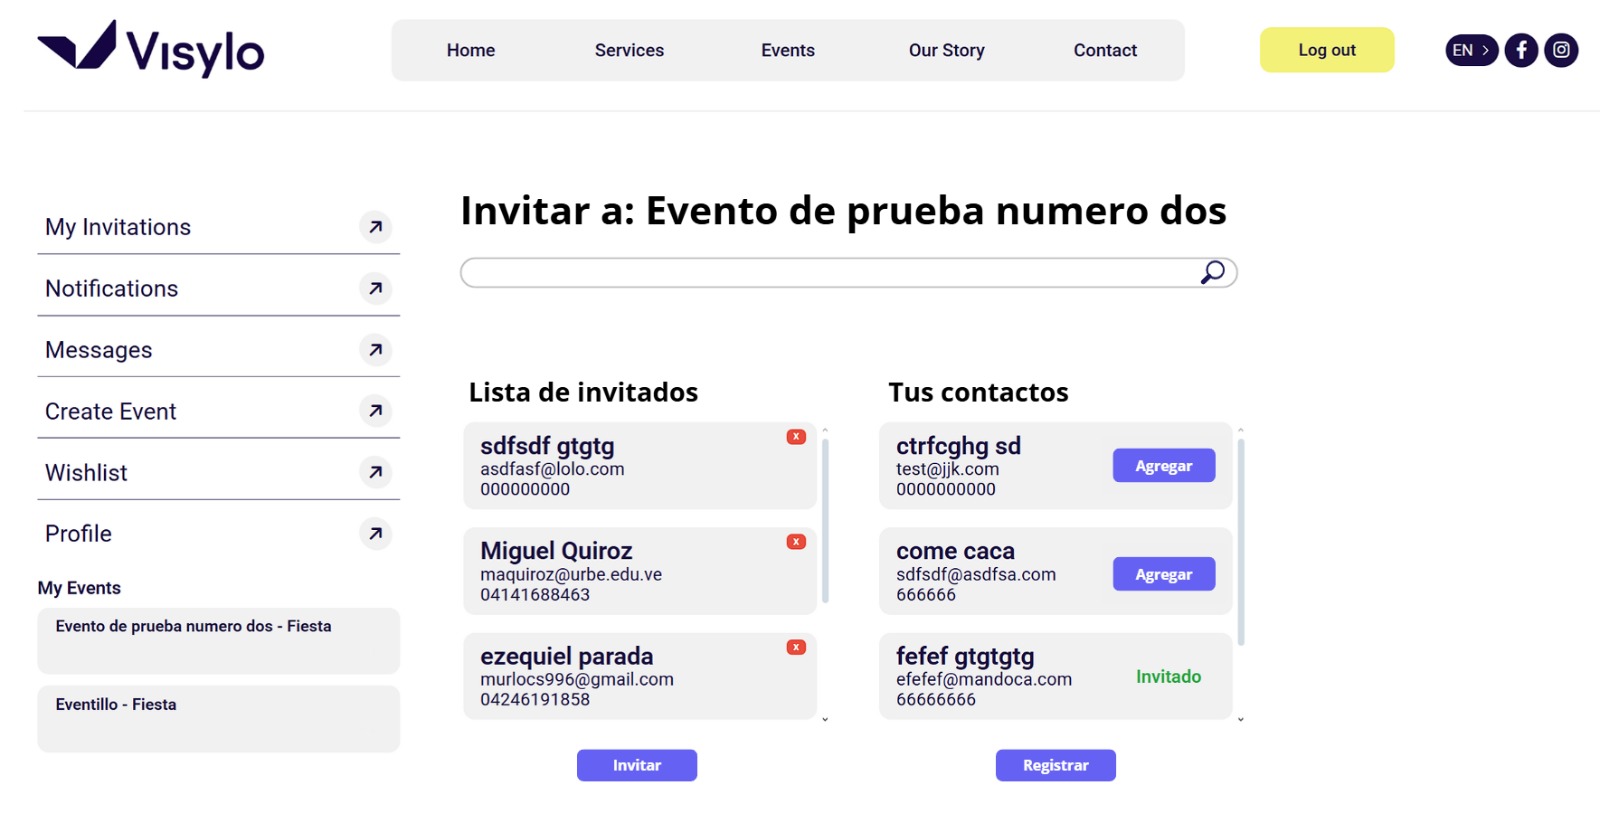 Visylo
Home
Services
Events
Our Story
Contact
Log out
EN >
My Invitations
Notifications
Messages
Create Event
Wishlist
Profile
My Events
Evento de prueba numero dos - Fiesta
Eventillo - Fiesta
Invitar a: Evento de prueba numero dos
Lista de invitados
sdfsdf gtgtg
x
asdfasf@lolo.com
000000000
Miguel Quiroz
x
maquiroz@urbe.edu.ve
04141688463
ezequiel parada
x
murlocs996@gmail.com
04246191858
Invitar
Tus contactos
ctrfcghg sd
test@jjk.com
0000000000
Agregar
come caca
sdfsdf@asdfsa.com
666666
Agregar
fefef gtgtgtg
efefef@mandoca.com
66666666
Invitado
Registrar